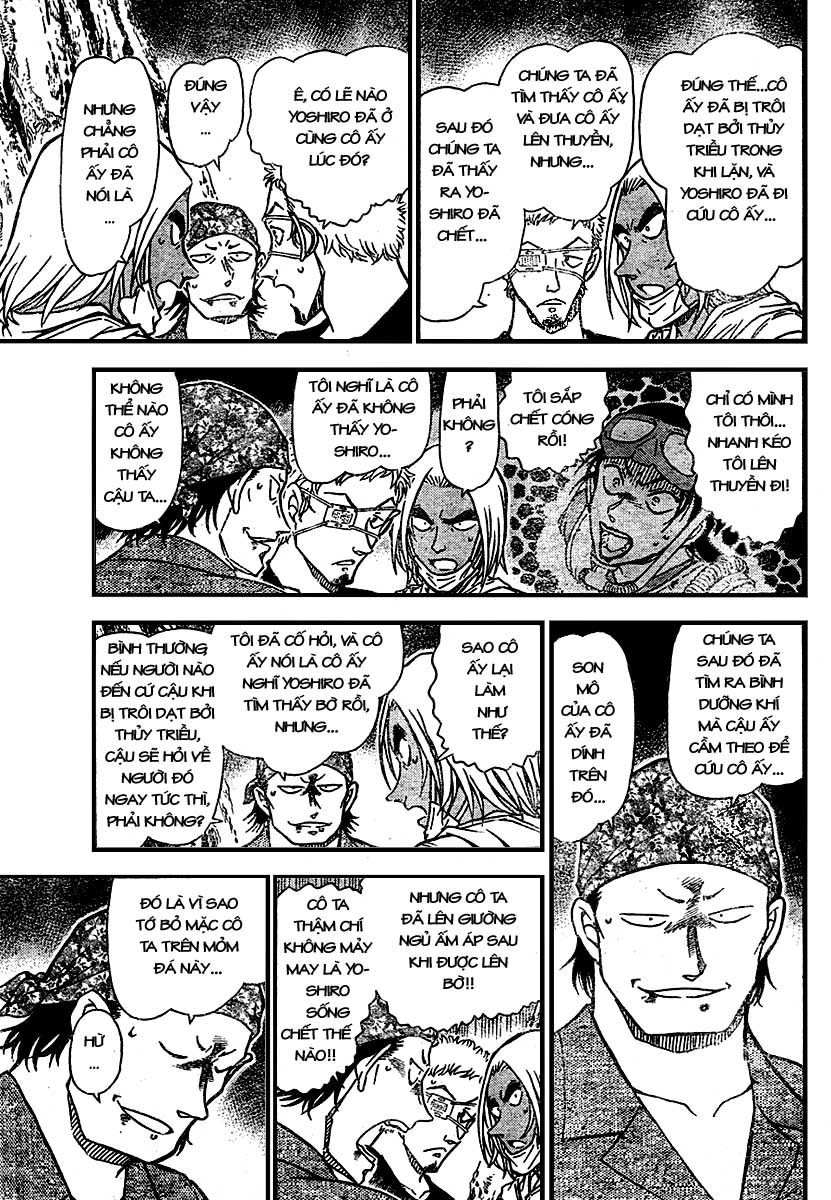 ĐÚNG THẾ...CÔ
ẤY ĐÃ BỊ TRÔI
DẠT BỞI THỦY
TRIỀU TRONG
KHI LẶN, VÀ
YOSHIRO ĐÃ ĐI
CỨU CÔ ẤY...
CHÚNG TA ĐÃ
TÌM THẤY CÔ ẤY,
VÀ ĐƯA CÔ ẤY
LÊN THUYỀN,
NHƯNG...
SAU ĐÓ
CHÚNG TA
ĐÃ THẤY
RA YO-
SHIRO ĐÃ
CHẾT...
Ê, CÓ LẼ NÀO
YOSHIRO ĐÃ Ở
CÙNG CÔ ẤY
LÚC ĐÓ?
ĐÚNG
VẬY
...
NHƯNG
CHẲNG
PHẢI CÔ
ẤY ĐÃ
NÓI LÀ
...
CHỈ CÓ MÌNH
TÔI THÔI...
NHANH KÉO
TÔI LÊN
THUYỀN ĐI!
TÔI SẮP
CHẾT CÓNG
RỒI!
PHẢI
KHÔNG
?
TÔI NGHĨ LÀ CÔ
ẤY ĐÃ KHÔNG
THẤY YO-
SHIRO...
KHÔNG
THỂ NÀO
CÔ ẤY
KHÔNG
THẤY
CẬU TA...
CHÚNG TA
SAU ĐÓ ĐÃ
TÌM RA BÌNH
DƯỠNG KHÍ
MÀ CẬU ẤY
CẦM THEO ĐỂ
CỨU CÔ ẤY...
SON
MÔ
CỦA CÔ
ẤY ĐÃ
DÍNH
TRÊN
ĐÓ...
SAO CÔ
ẤY LẠI
LÀM
NHƯ
THẾ?
TÔI ĐÃ CỐ HỎI, VÀ CÔ
ẤY NÓI LÀ CÔ ẤY
NGHĨ YOSHIRO ĐÃ
TÌM THẤY BỜ RỒI,
NHƯNG...
BÌNH THƯỜNG,
NẾU NGƯỜI NÀO
ĐẾN CỨ CẬU KHI
BỊ TRÔI DẠT BỞI
THỦY TRIỀU,
CẬU SẼ HỎI VỀ
NGƯỜI ĐÓ
NGAY TỨC THÌ,
PHẢI KHÔNG?
NHƯNG CÔ TA
ĐÃ LÊN GIƯỜNG
NGỦ ẤM ÁP SAU
KHI ĐƯỢC LÊN
BỜ!!
CÔ TA
THẬM CHÍ
KHÔNG MẢY
MAY LÀ YO-
SHIRO
SỐNG
CHẾT THẾ
NÀO!!
ĐÓ LÀ VÌ SAO
TỚ BỎ MẶC CÔ
TA TRÊN MỎM
ĐÁ NÀY...
HỪ
...